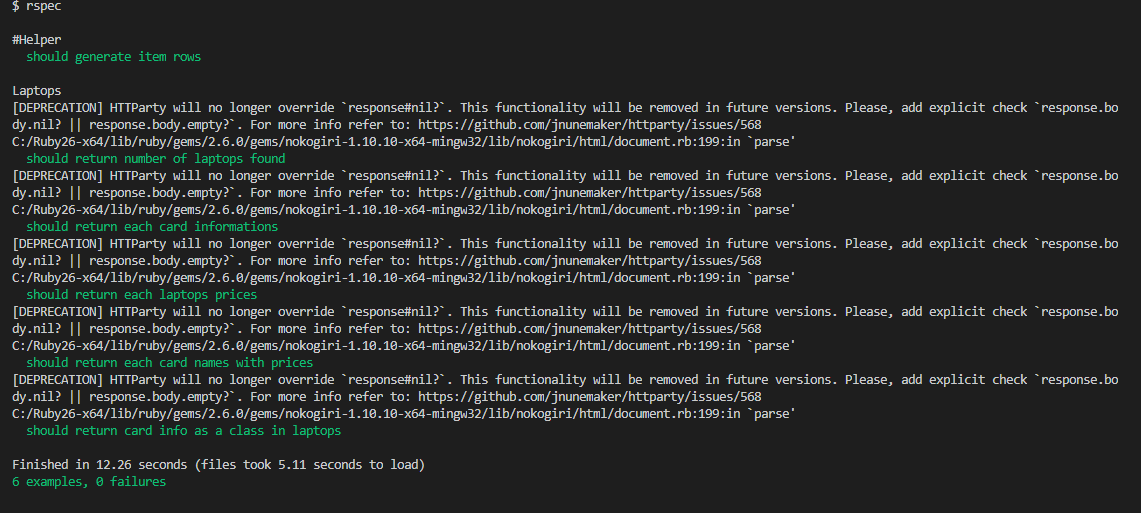 $ rspec
#Helper
  should generate item rows
Laptops
[DEPRECATION] HTTParty will no longer override `response#nil?`. This functionality will be removed in future versions. Please, add explicit check `response.bo
dy.nil? || response.body.empty?`. For more info refer to: https://github.com/jnunemaker/httparty/issues/568
C:/Ruby26-x64/lib/ruby/gems/2.6.0/gems/nokogiri-1.10.10-x64-mingw32/lib/nokogiri/html/document.rb:199:in `parse'
  should return number of laptops found
[DEPRECATION] HTTParty will no longer override `response#nil?`. This functionality will be removed in future versions. Please, add explicit check `response.bo
dy.nil? || response.body.empty?`. For more info refer to: https://github.com/jnunemaker/httparty/issues/568
C:/Ruby26-x64/lib/ruby/gems/2.6.0/gems/nokogiri-1.10.10-x64-mingw32/lib/nokogiri/html/document.rb:199:in `parse'
  should return each card informations
[DEPRECATION] HTTParty will no longer override `response#nil?`. This functionality will be removed in future versions. Please, add explicit check `response.bo
dy.nil? || response.body.empty?`. For more info refer to: https://github.com/jnunemaker/httparty/issues/568
C:/Ruby26-x64/lib/ruby/gems/2.6.0/gems/nokogiri-1.10.10-x64-mingw32/lib/nokogiri/html/document.rb:199:in `parse'
  should return each laptops prices
[DEPRECATION] HTTParty will no longer override `response#nil?`. This functionality will be removed in future versions. Please, add explicit check `response.bo
dy.nil? || response.body.empty?`. For more info refer to: https://github.com/jnunemaker/httparty/issues/568
C:/Ruby26-x64/lib/ruby/gems/2.6.0/gems/nokogiri-1.10.10-x64-mingw32/lib/nokogiri/html/document.rb:199:in `parse'
  should return each card names with prices
[DEPRECATION] HTTParty will no longer override `response#nil?`. This functionality will be removed in future versions. Please, add explicit check `response.bo
dy.nil? || response.body.empty?`. For more info refer to: https://github.com/jnunemaker/httparty/issues/568
C:/Ruby26-x64/lib/ruby/gems/2.6.0/gems/nokogiri-1.10.10-x64-mingw32/lib/nokogiri/html/document.rb:199:in `parse'
  should return card info as a class in laptops
Finished in 12.26 seconds (files took 5.11 seconds to load)
6 examples, 0 failures